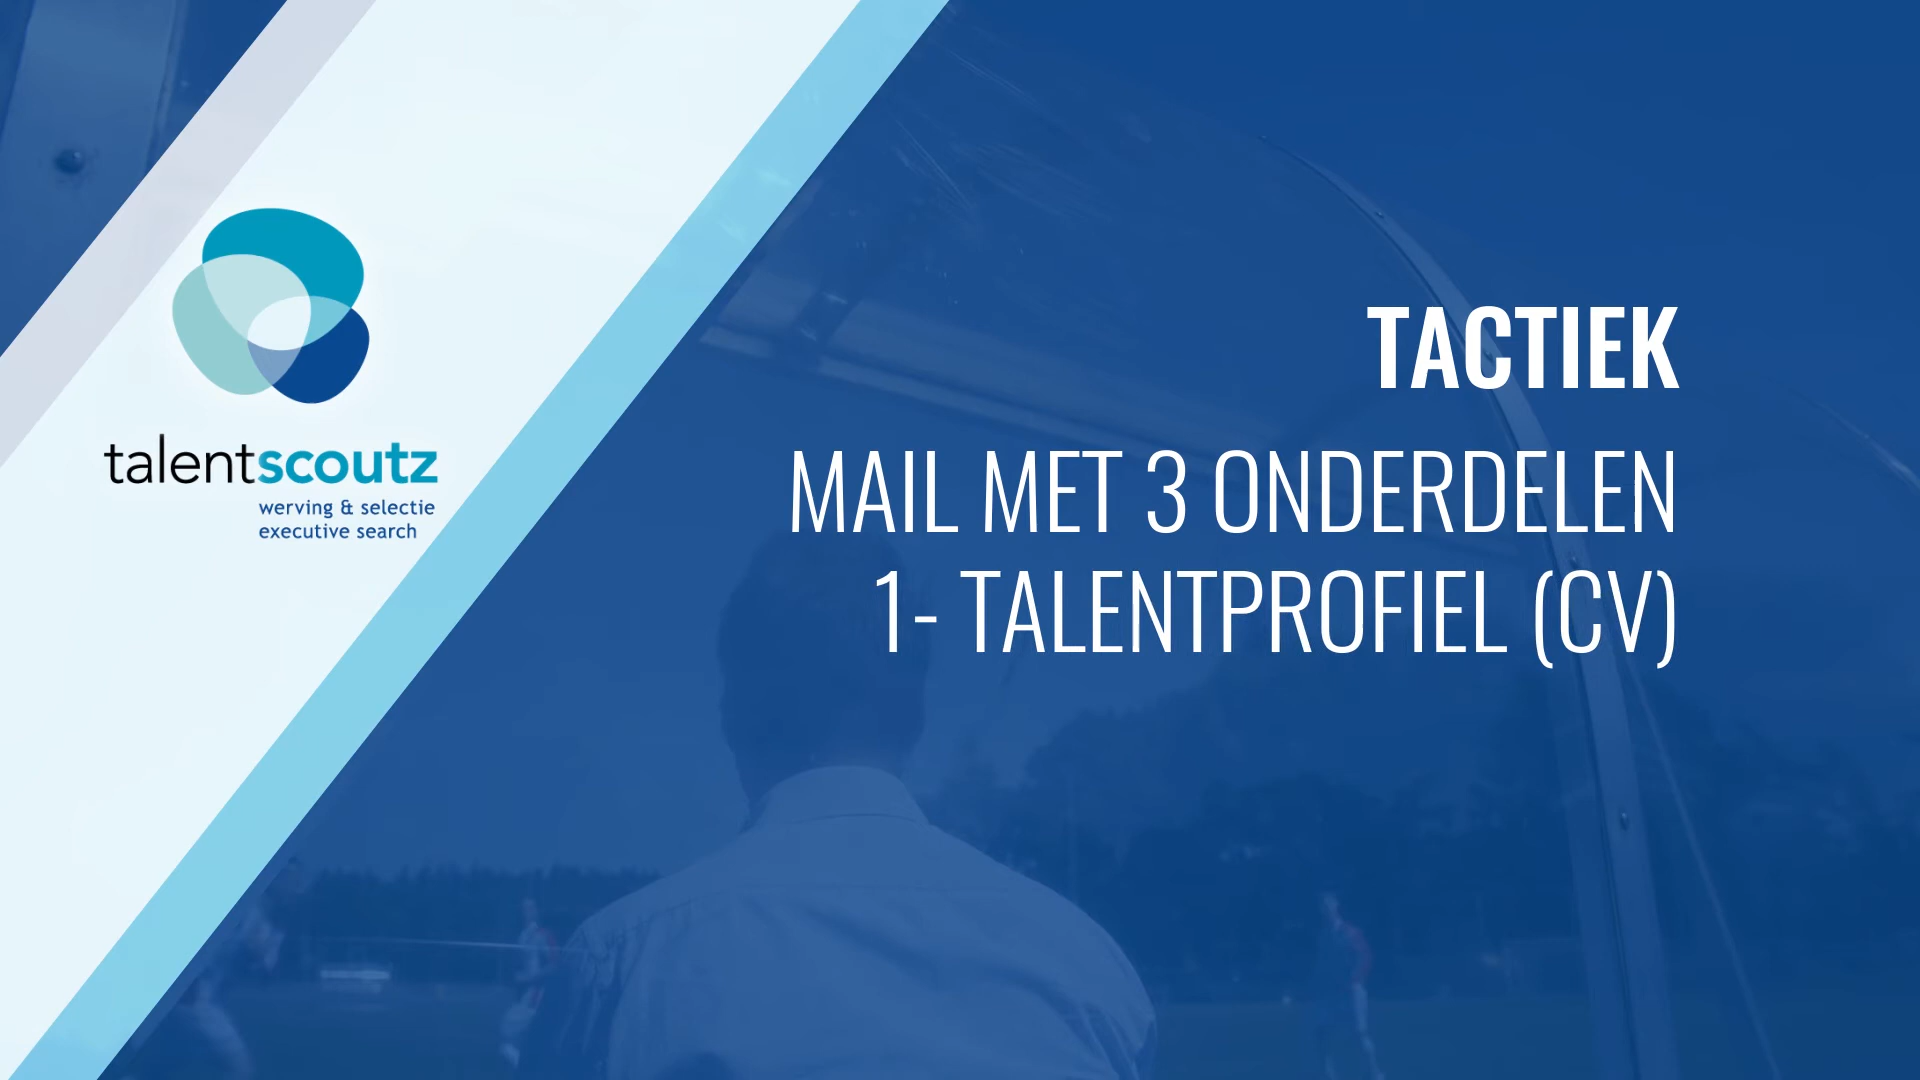 talentscoutz
werving & selectie
executive search
TACTIEK
MAIL MET 3 ONDERDELEN
1- TALENTPROFIEL (CV)